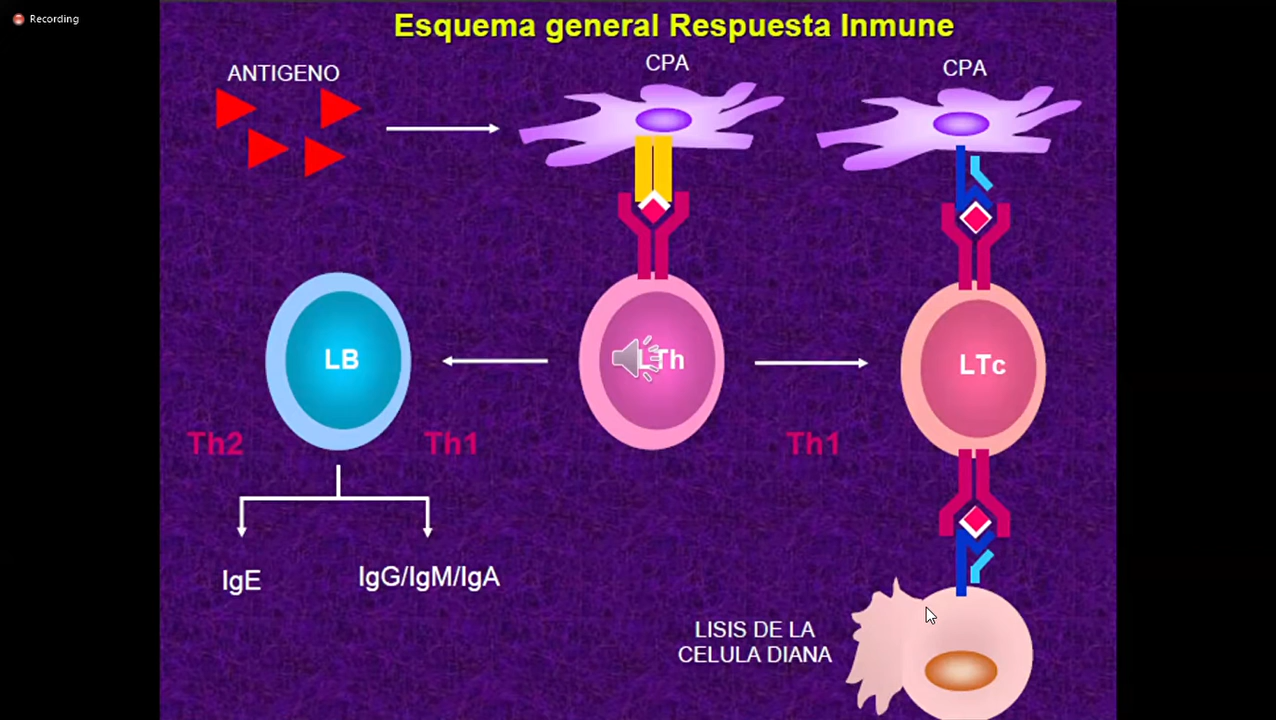 Recording
Esquema general Respuesta Inmune
ANTIGENO
CPA
CPA
LB
LTh
LTc
Th2
Th1
Th1
IgE
IgG/IgM/IgA
LISIS DE LA
CELULA DIANA